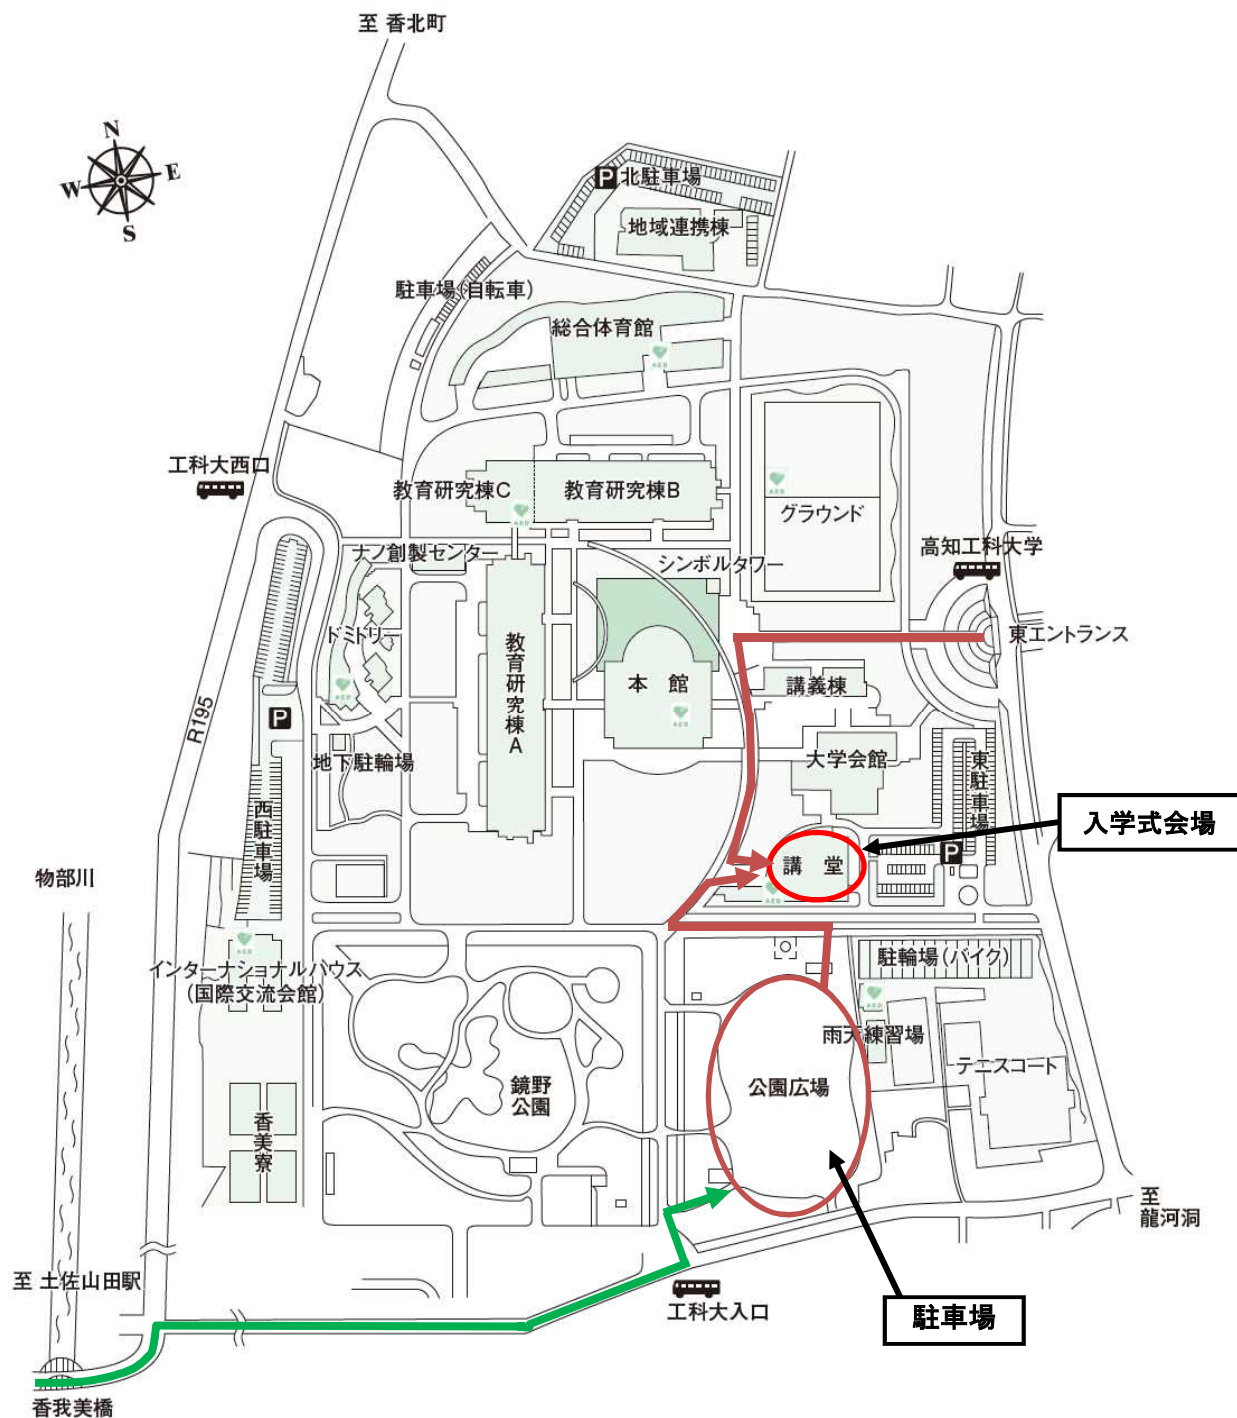 至 香北町
N
W
E
S
P 北駐車場
地域連携棟
駐車場(自転車)
総合体育館
AED
工科大西口
教育研究棟C
教育研究棟B
AED
AED
グラウンド
高知工科大学
ナノ創製センター
シンボルタワー
東エントランス
ドミトリー
AED
教育研究棟A
本 館
AED
講義棟
R195
P
地下駐輪場
大学会館
東駐車場
P
西駐車場
入学式会場
講 堂
AED
物部川
AED
インターナショナルハウス
(国際交流会館)
駐輪場(バイク)
AED
雨天練習場
テニスコート
鏡野
公園
公園広場
香美寮
至
龍河洞
至 土佐山田駅
工科大入口
駐車場
香我美橋